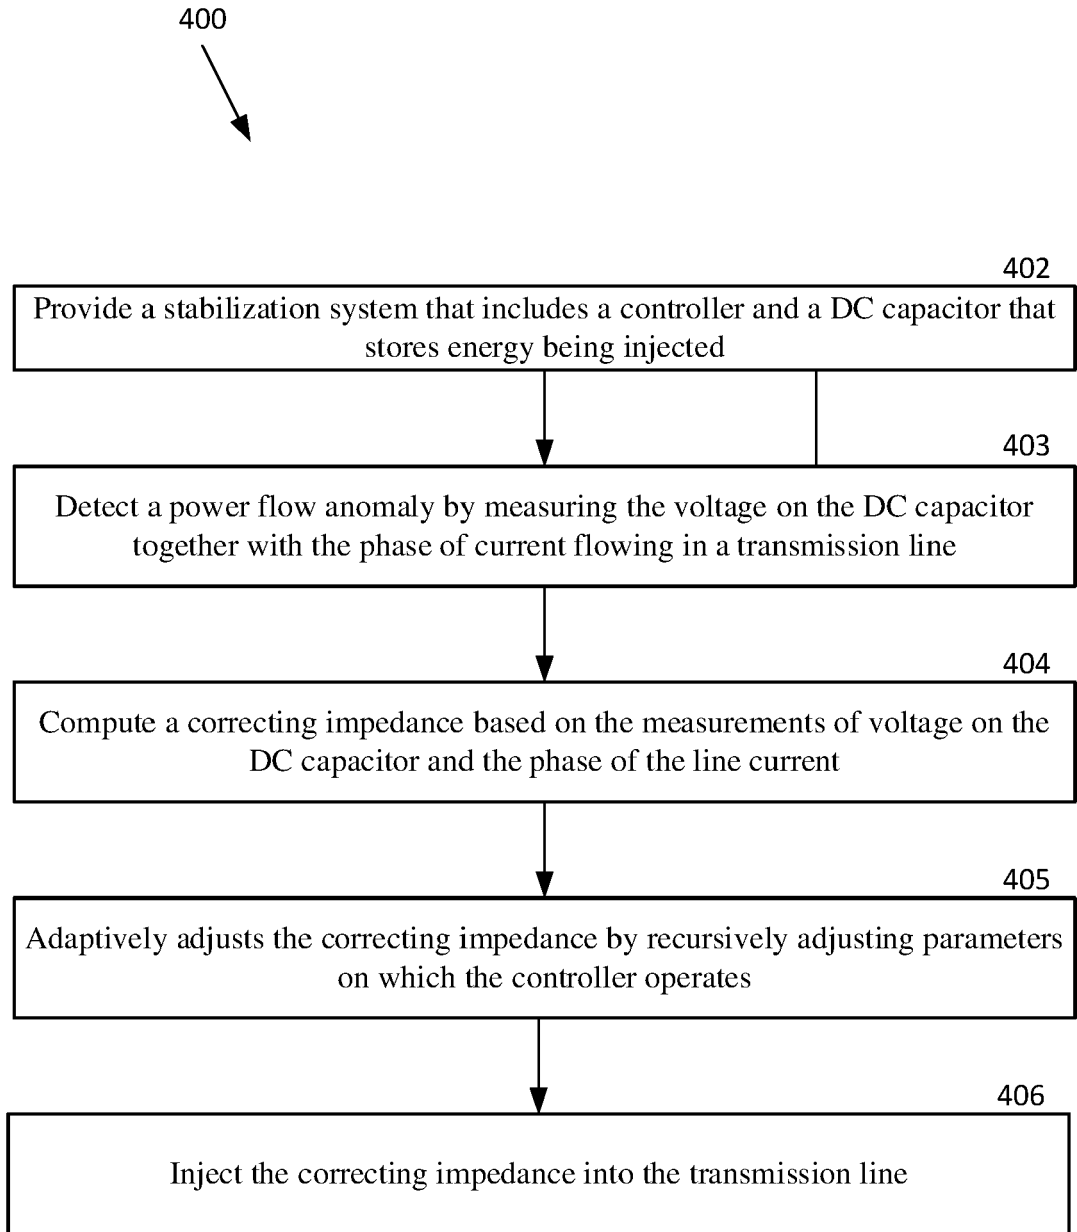 400
402
Provide a stabilization system that includes a controller and a DC capacitor that
stores energy being injected
403
Detect a power flow anomaly by measuring the voltage on the DC capacitor
together with the phase of current flowing in a transmission line
404
Compute a correcting impedance based on the measurements of voltage on the
DC capacitor and the phase of the line current
405
Adaptively adjusts the correcting impedance by recursively adjusting parameters
on which the controller operates
406
Inject the correcting impedance into the transmission line